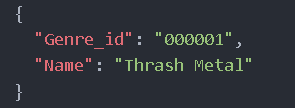 {
"Genre_id": "000001",
"Name": "Thrash Metal"
}